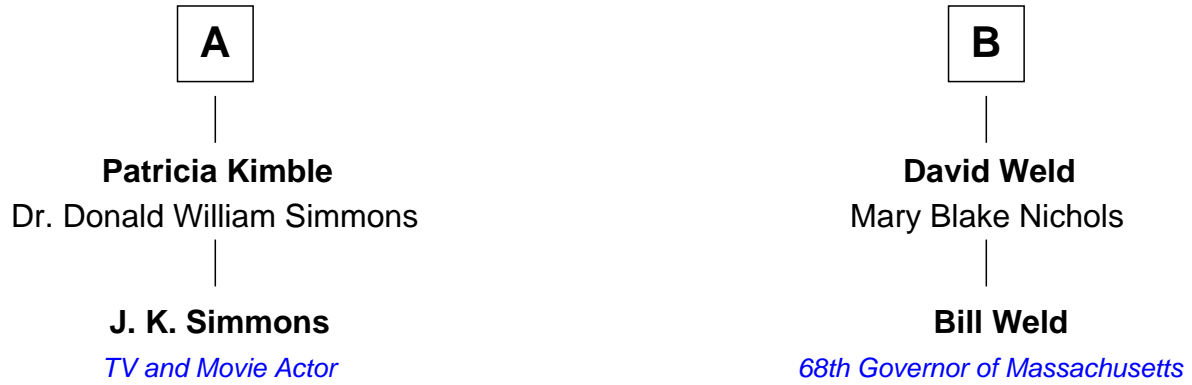 A
Patricia Kimble
Dr. Donald William Simmons
J. K. Simmons
TV and Movie Actor
B
David Weld
Mary Blake Nichols
Bill Weld
68th Governor of Massachusetts